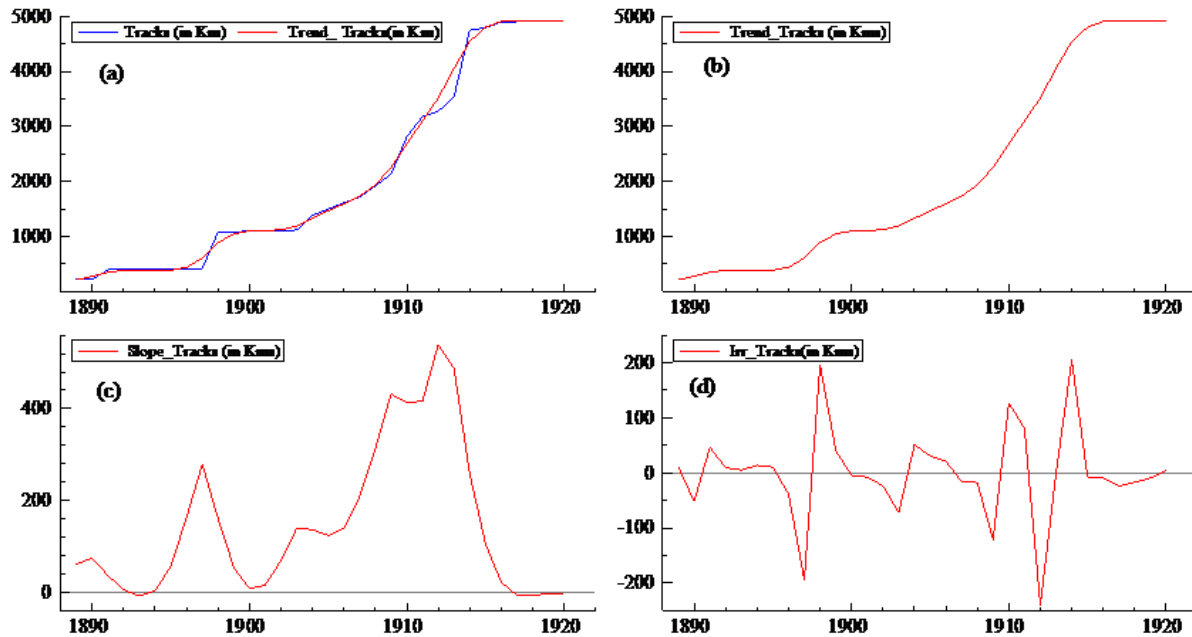 Tracks (in Km) Trend_ Tracks(in Km)
(a)
5000
4000
3000
2000
1000
1890 1900 1910 1920
Trend_Tracks (in Km)
(b)
5000
4000
3000
2000
1000
1890 1900 1910 1920
Slope_Tracks (in Km)
(c)
400
200
0
1890 1900 1910 1920
Irr_Tracks(in Km)
(d)
200
100
0
-100
-200
1890 1900 1910 1920